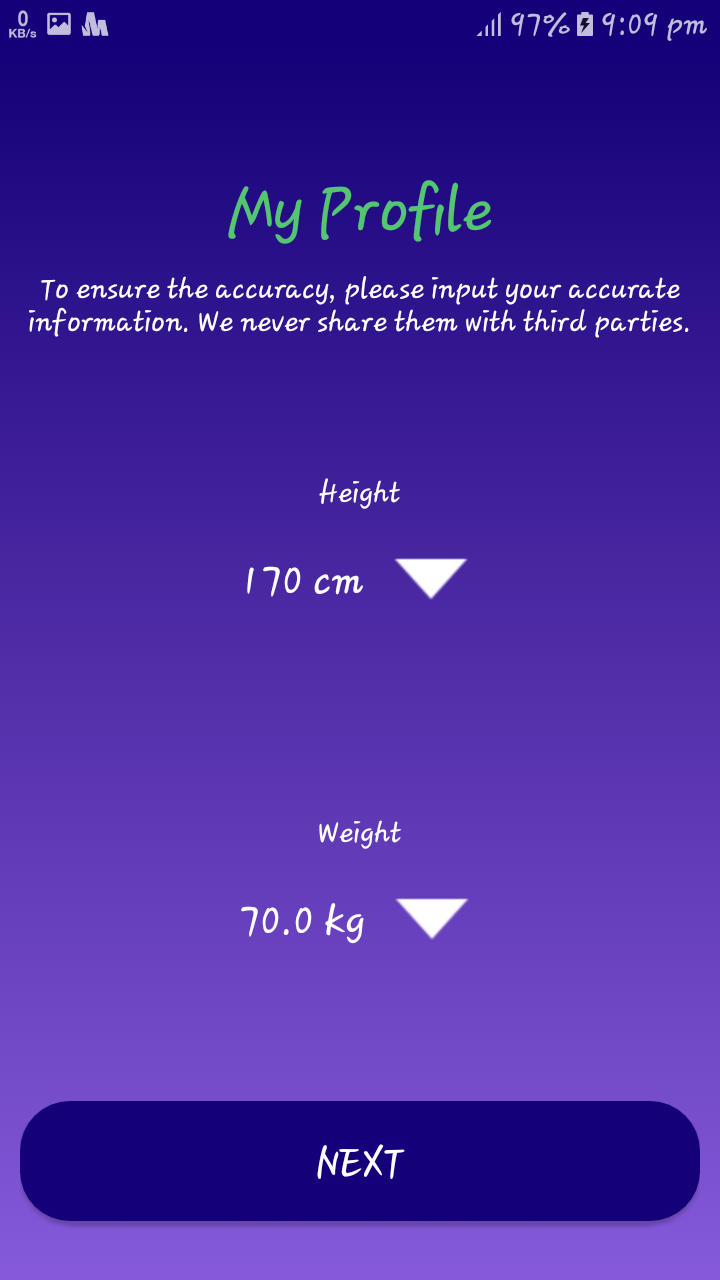 0
KB/s
97% 9:09 pm
My Profile
To ensure the accuracy, please input your accurate
information. We never share them with third parties.
Height
170 cm
Weight
70.0 kg
NEXT